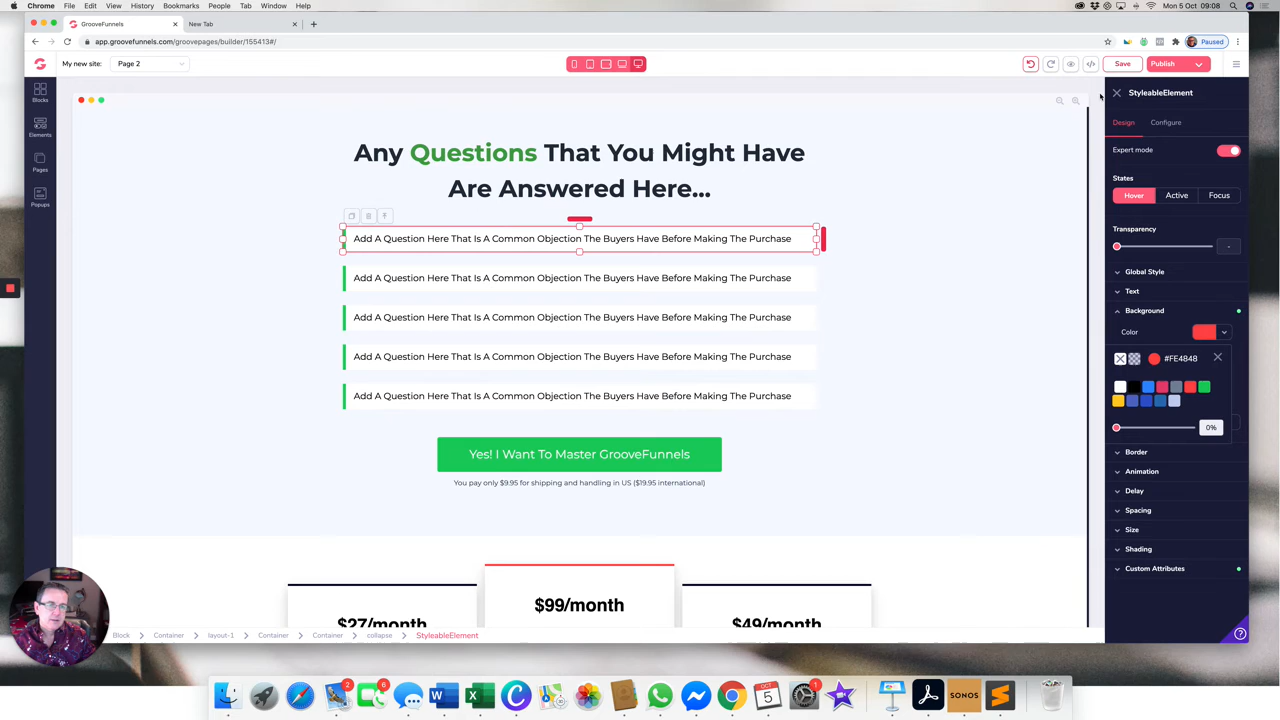 Chrome File Edit View History Bookmarks People Tab Window Help Mon 5 Oct 09:08
GrooveFunnels New Tab
app.groovefunnels.com/groovepages/builder/155413#/ Paused
My new site: Page 2 Save Publish
Blocks
Elements
Pages
Popups
Any Questions That You Might Have
Are Answered Here...
Add A Question Here That Is A Common Objection The Buyers Have Before Making The Purchase
Add A Question Here That Is A Common Objection The Buyers Have Before Making The Purchase
Add A Question Here That Is A Common Objection The Buyers Have Before Making The Purchase
Add A Question Here That Is A Common Objection The Buyers Have Before Making The Purchase
Add A Question Here That Is A Common Objection The Buyers Have Before Making The Purchase
Yes! I Want To Master GrooveFunnels
You pay only $9.95 for shipping and handling in US ($19.95 international)
$27/month
$99/month
$49/month
Block Container layout-1 Container Container collapse StyleableElement
StyleableElement
Design Configure
Expert mode
States
Hover Active Focus
Transparency
-
Global Style
Text
Background
Color
#FE4848
0%
Border
Animation
Delay
Spacing
Size
Shading
Custom Attributes
?
2 6 OCT 5 1
SONOS